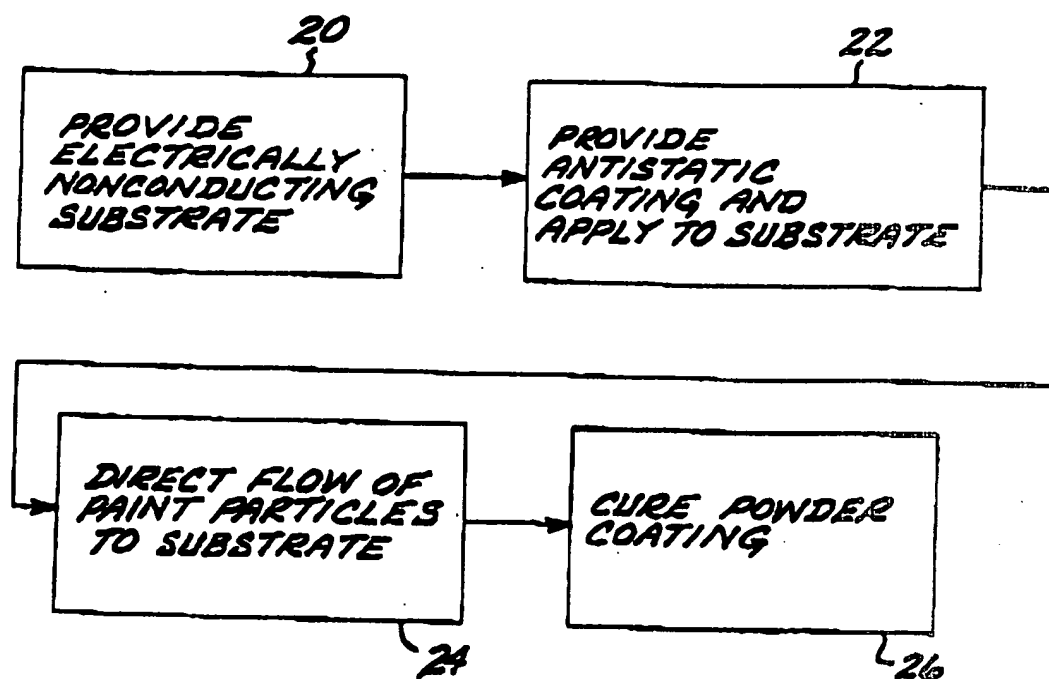 20
PROVIDE
ELECTRICALLY
NONCONDUCTING
SUBSTRATE
22
PROVIDE
ANTISTATIC
COATING AND
APPLY TO SUBSTRATE
DIRECT FLOW OF
PAINT PARTICLES
TO SUBSTRATE
24
CURE POWDER
COATING
26